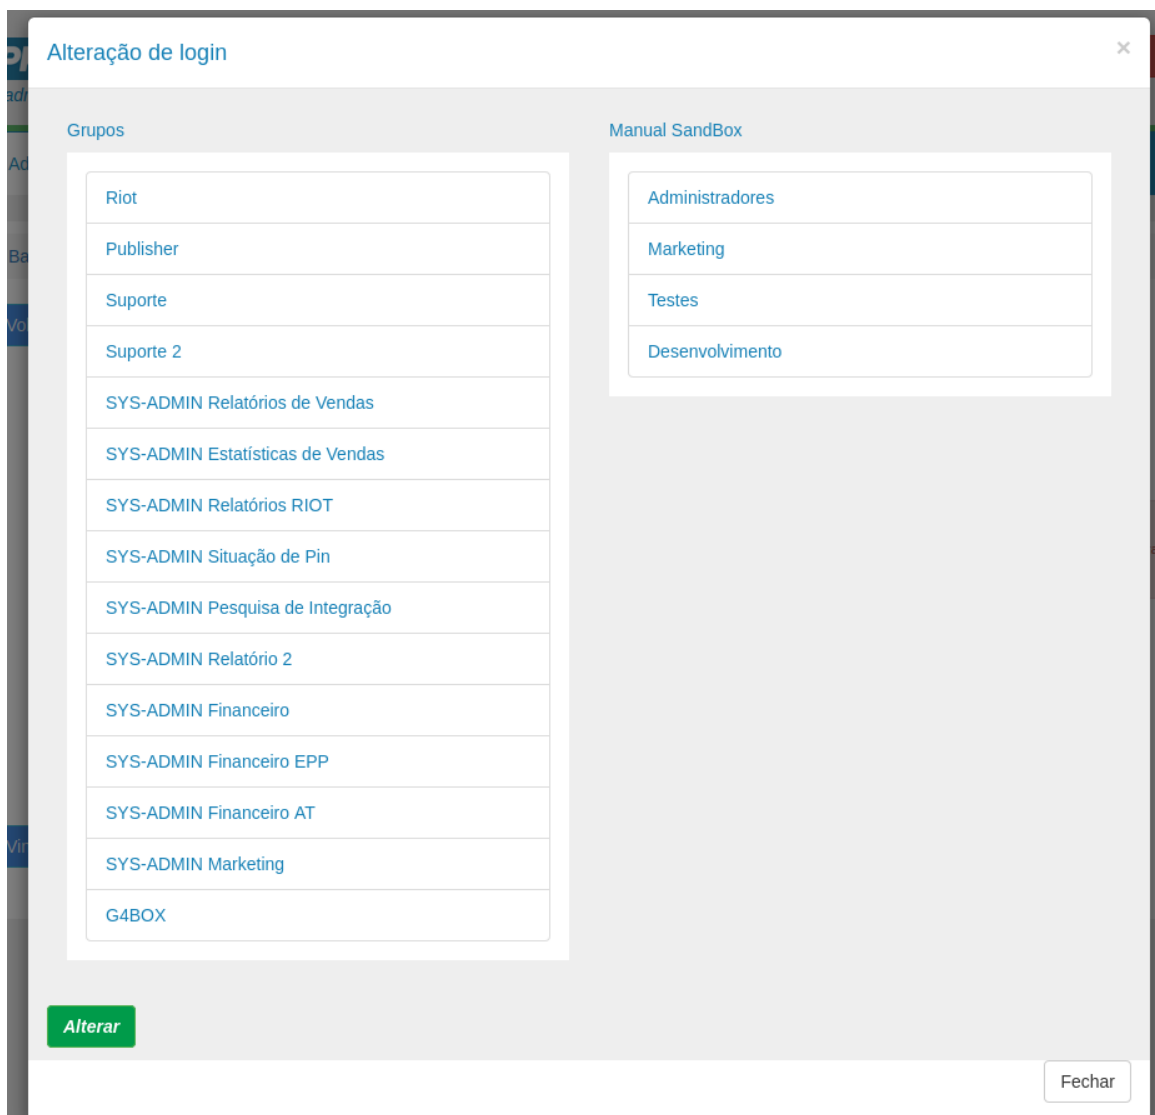 Alteração de login
×
Grupos
Riot
Publisher
Suporte
Suporte 2
SYS-ADMIN Relatórios de Vendas
SYS-ADMIN Estatísticas de Vendas
SYS-ADMIN Relatórios RIOT
SYS-ADMIN Situação de Pin
SYS-ADMIN Pesquisa de Integração
SYS-ADMIN Relatório 2
SYS-ADMIN Financeiro
SYS-ADMIN Financeiro EPP
SYS-ADMIN Financeiro AT
SYS-ADMIN Marketing
G4BOX
Manual SandBox
Administradores
Marketing
Testes
Desenvolvimento
Alterar
Fechar